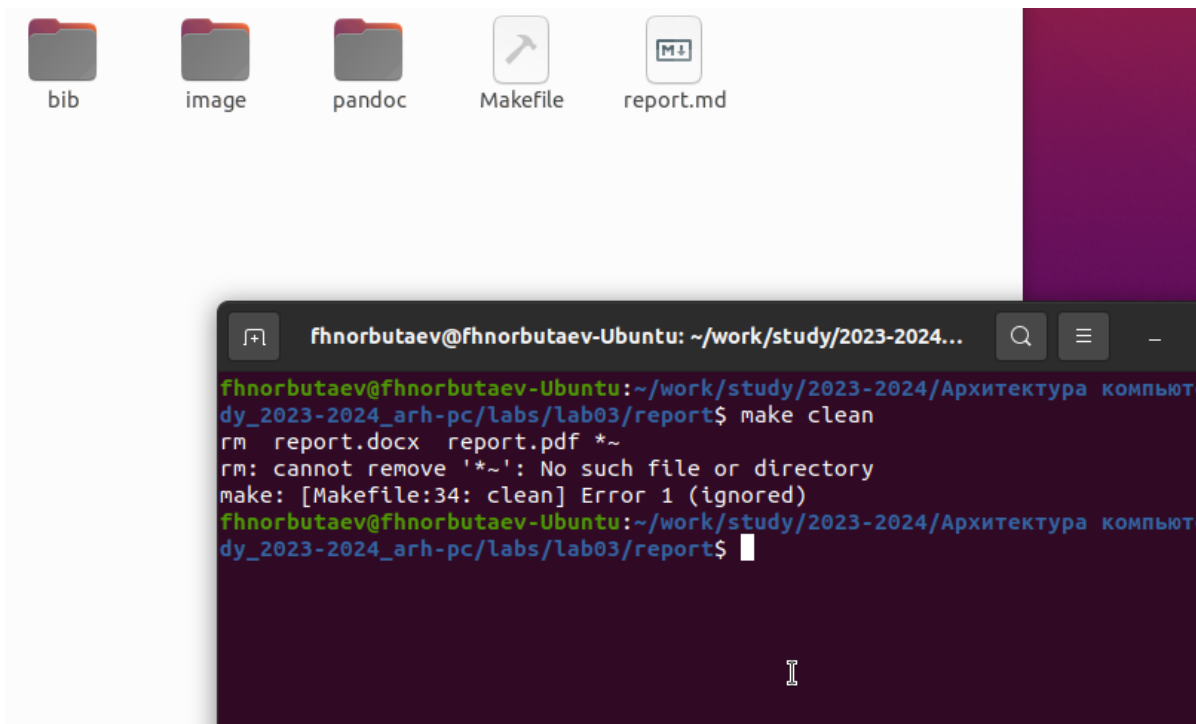 bib
image
pandoc
Makefile
report.md
fhnorbutaev@fhnorbutaev-Ubuntu: ~/work/study/2023-2024...
fhnorbutaev@fhnorbutaev-Ubuntu:~/work/study/2023-2024/Архитектура компьют
dy_2023-2024_arh-pc/labs/lab03/report$ make clean
rm  report.docx  report.pdf *~
rm: cannot remove '*~': No such file or directory
make: [Makefile:34: clean] Error 1 (ignored)
fhnorbutaev@fhnorbutaev-Ubuntu:~/work/study/2023-2024/Архитектура компьют
dy_2023-2024_arh-pc/labs/lab03/report$